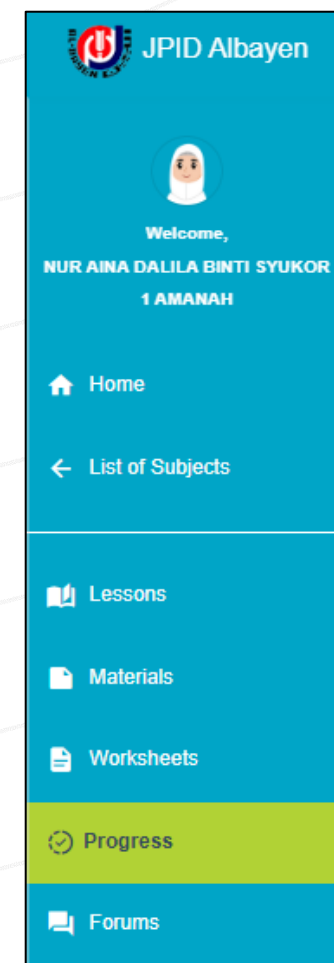 JPID Albayen
Welcome,
NUR AINA DALILA BINTI SYUKOR
1 AMANAH
Home
List of Subjects
Lessons
Materials
Worksheets
Progress
Forums